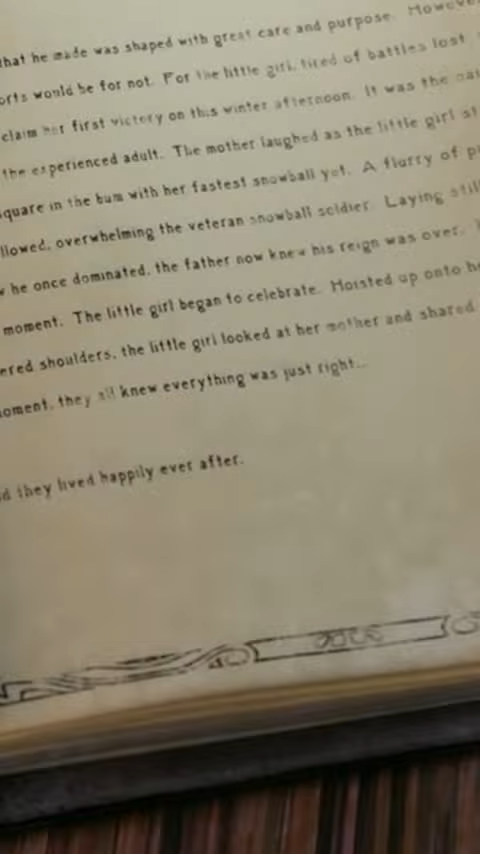 that he made was shaped with great care and purpose. However
orts would be for not. For the little girl, tired of battles lost
claim her first victory on this winter afternoon. It was the
the experienced adult. The mother laughed as the little girl
square in the bum with her fastest snowball yet. A flurry of
llowed, overwhelming the veteran snowball soldier. Laying still
w he once dominated, the father now knew his reign was over.
moment. The little girl began to celebrate. Hoisted up onto
ered shoulders, the little girl looked at her mother and shared
moment, they all knew everything was just right...
d they lived happily ever after.